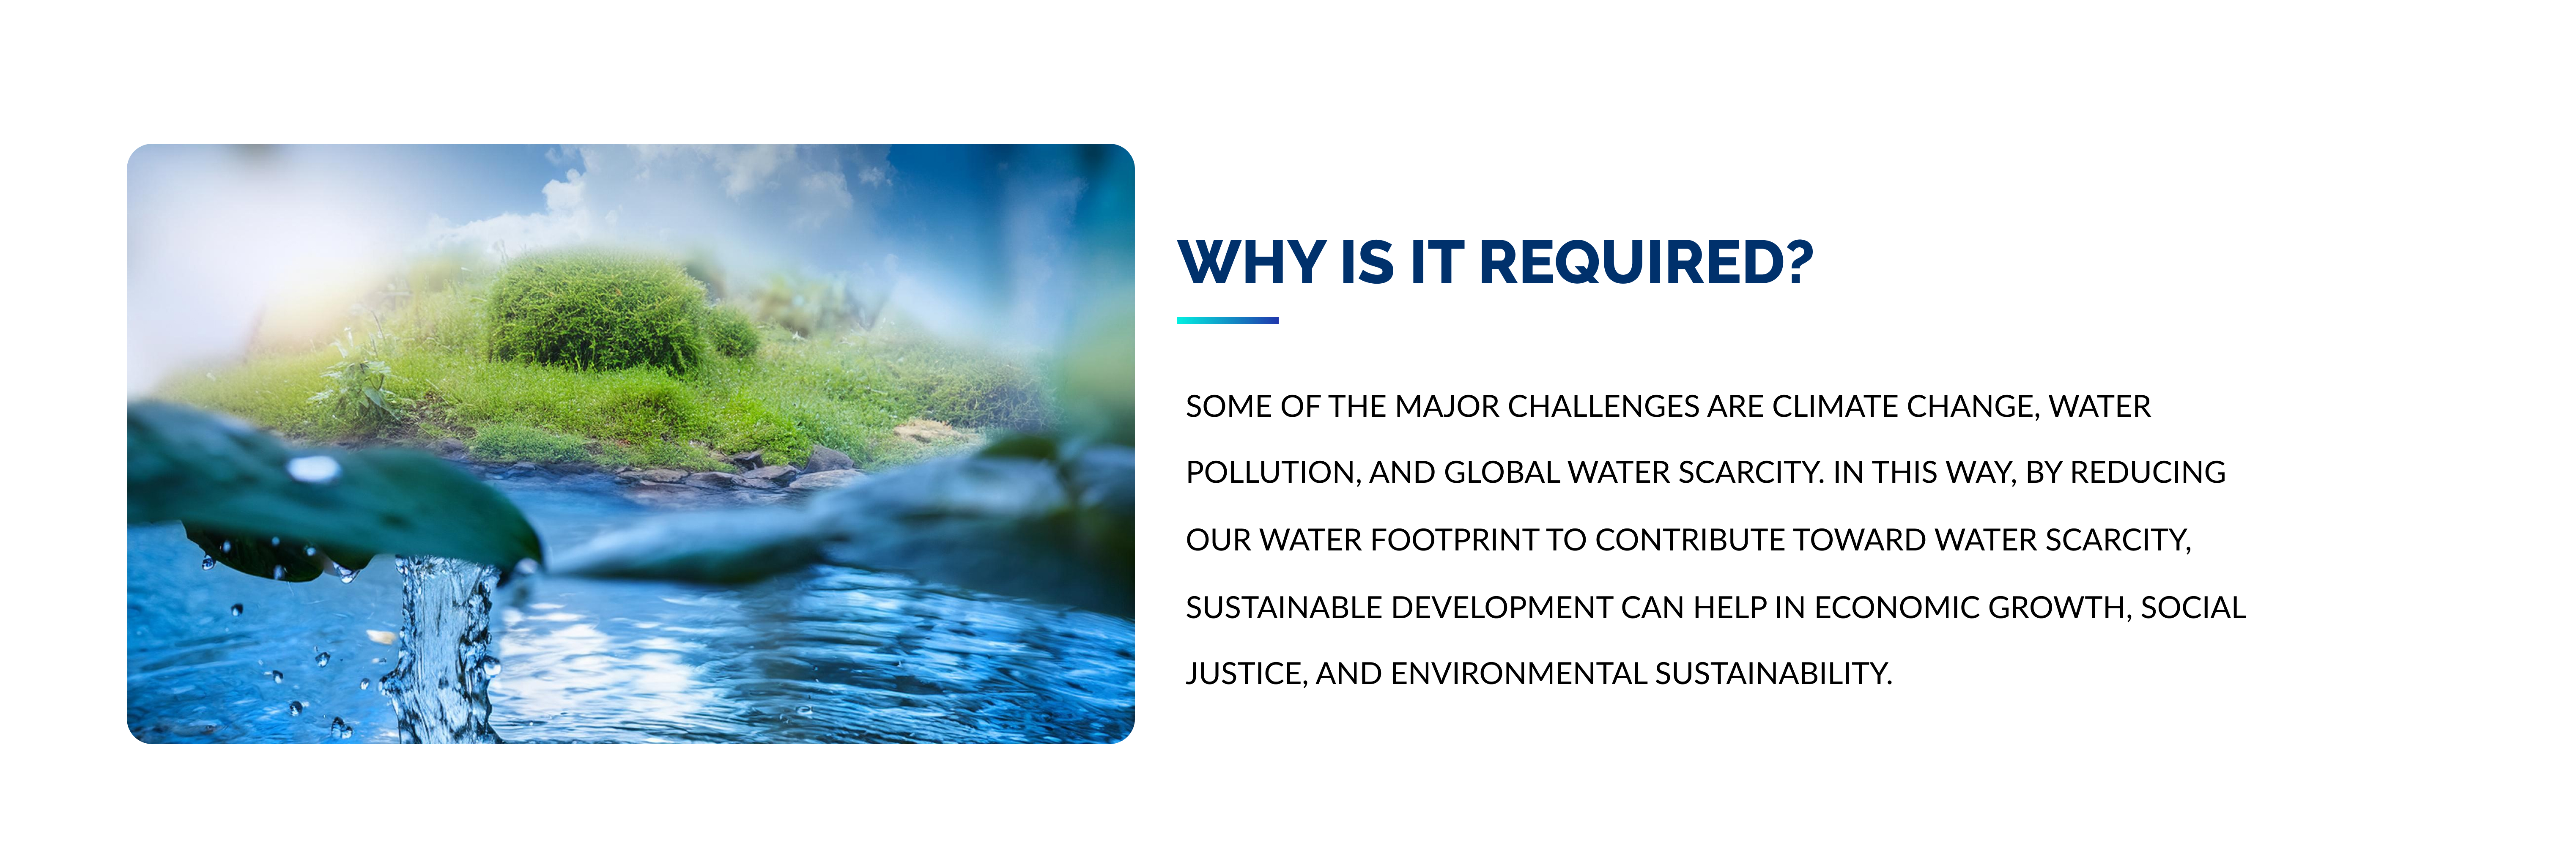 WHY IS IT REQUIRED?
SOME OF THE MAJOR CHALLENGES ARE CLIMATE CHANGE, WATER
POLLUTION, AND GLOBAL WATER SCARCITY. IN THIS WAY, BY REDUCING
OUR WATER FOOTPRINT TO CONTRIBUTE TOWARD WATER SCARCITY,
SUSTAINABLE DEVELOPMENT CAN HELP IN ECONOMIC GROWTH, SOCIAL
JUSTICE, AND ENVIRONMENTAL SUSTAINABILITY.